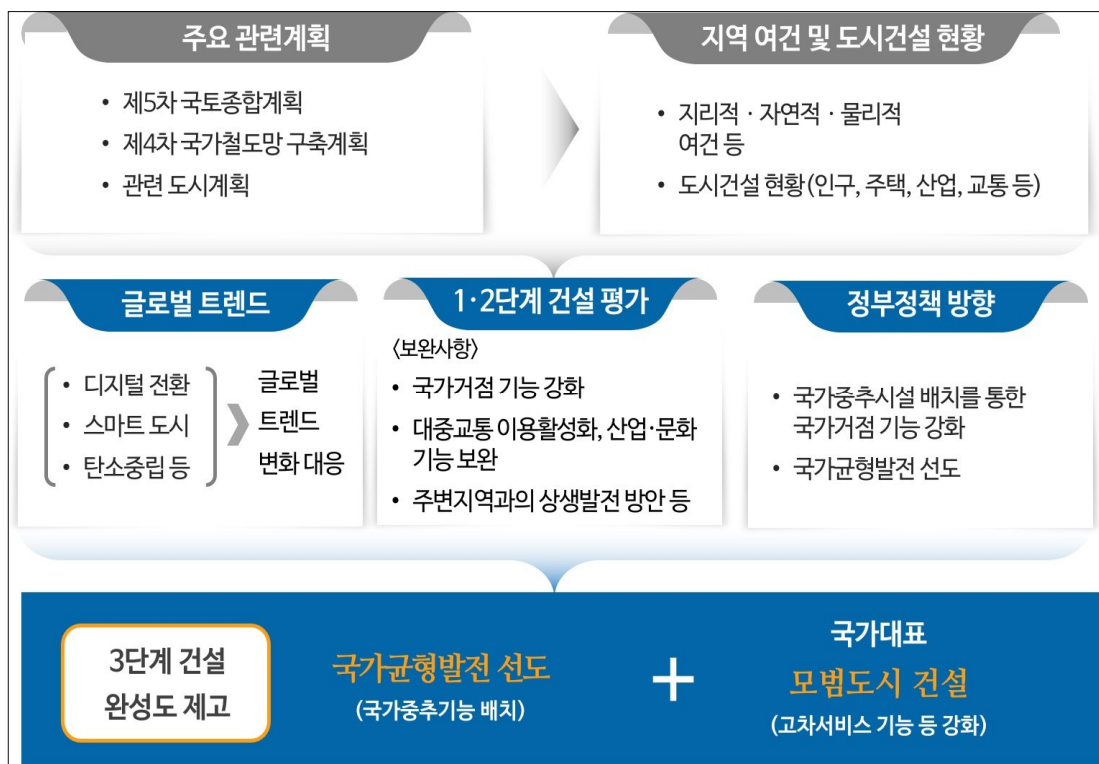 주요 관련계획
• 제5차 국토종합계획
• 제4차 국가철도망 구축계획
• 관련 도시계획
지역 여건 및 도시건설 현황
• 지리적 · 자연적 · 물리적
여건 등
• 도시건설 현황(인구, 주택, 산업, 교통 등)
글로벌 트렌드
• 디지털 전환
• 스마트 도시
• 탄소중립 등
글로벌
트렌드
변화 대응
1·2단계 건설 평가
〈보완사항〉
• 국가거점 기능 강화
• 대중교통 이용활성화, 산업·문화
기능 보완
• 주변지역과의 상생발전 방안 등
정부정책 방향
• 국가중추시설 배치를 통한
국가거점 기능 강화
• 국가균형발전 선도
3단계 건설
완성도 제고
국가균형발전 선도
(국가중추기능 배치)
+
국가대표
모범도시 건설
(고차서비스 기능 등 강화)